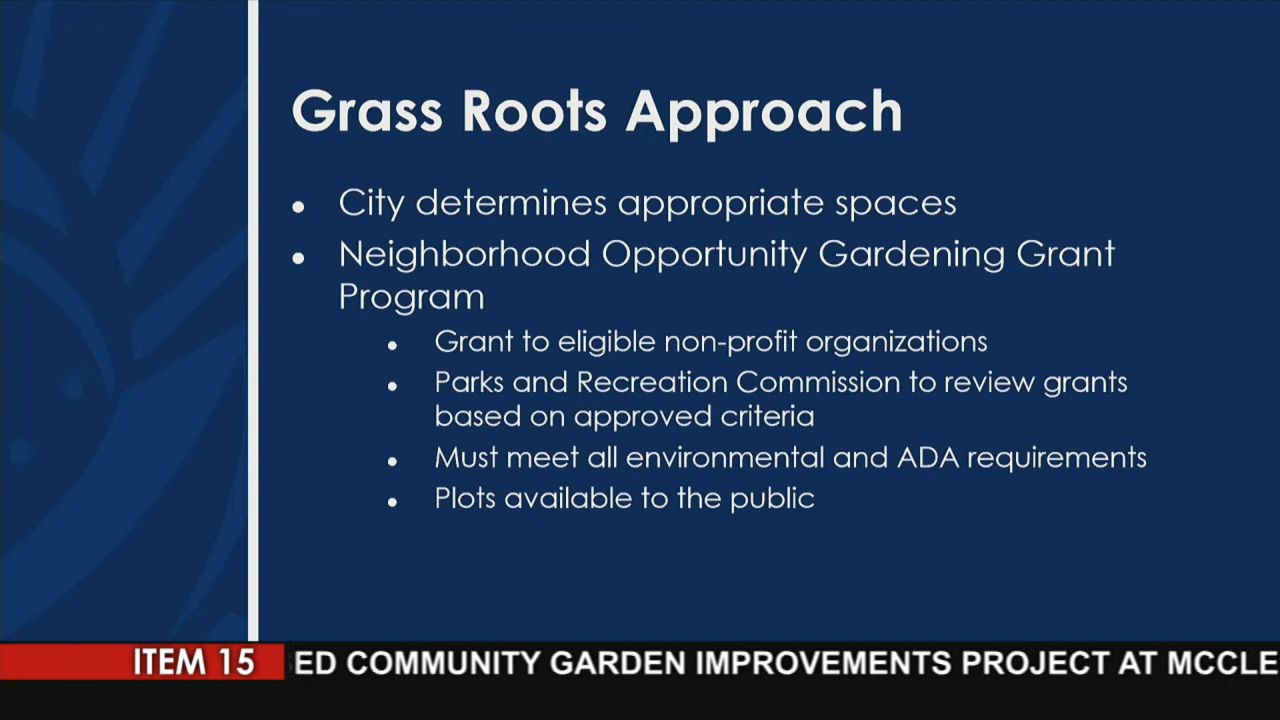 Grass Roots Approach
• City determines appropriate spaces
• Neighborhood Opportunity Gardening Grant
Program
• Grant to eligible non-profit organizations
• Parks and Recreation Commission to review grants
based on approved criteria
• Must meet all environmental and ADA requirements
• Plots available to the public
ITEM 15 ED COMMUNITY GARDEN IMPROVEMENTS PROJECT AT MCCLE